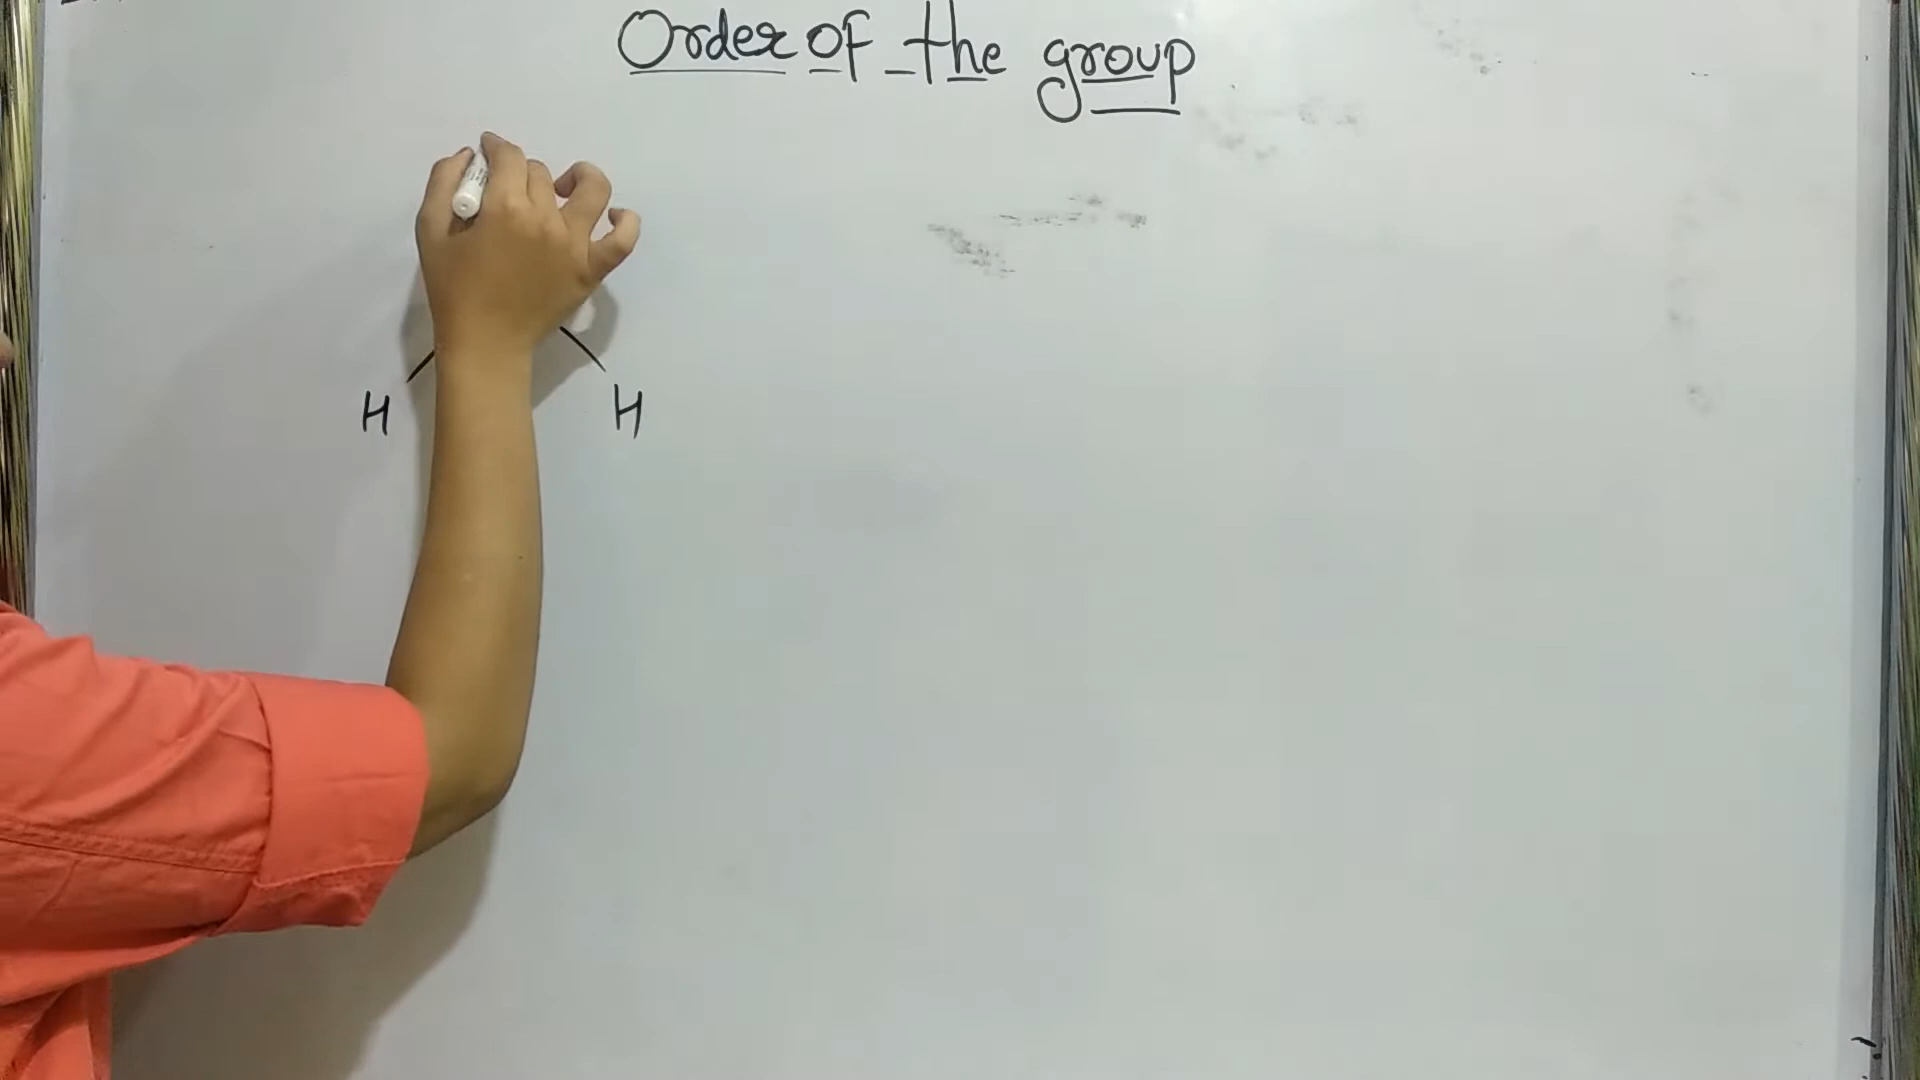 Order of the group
H H